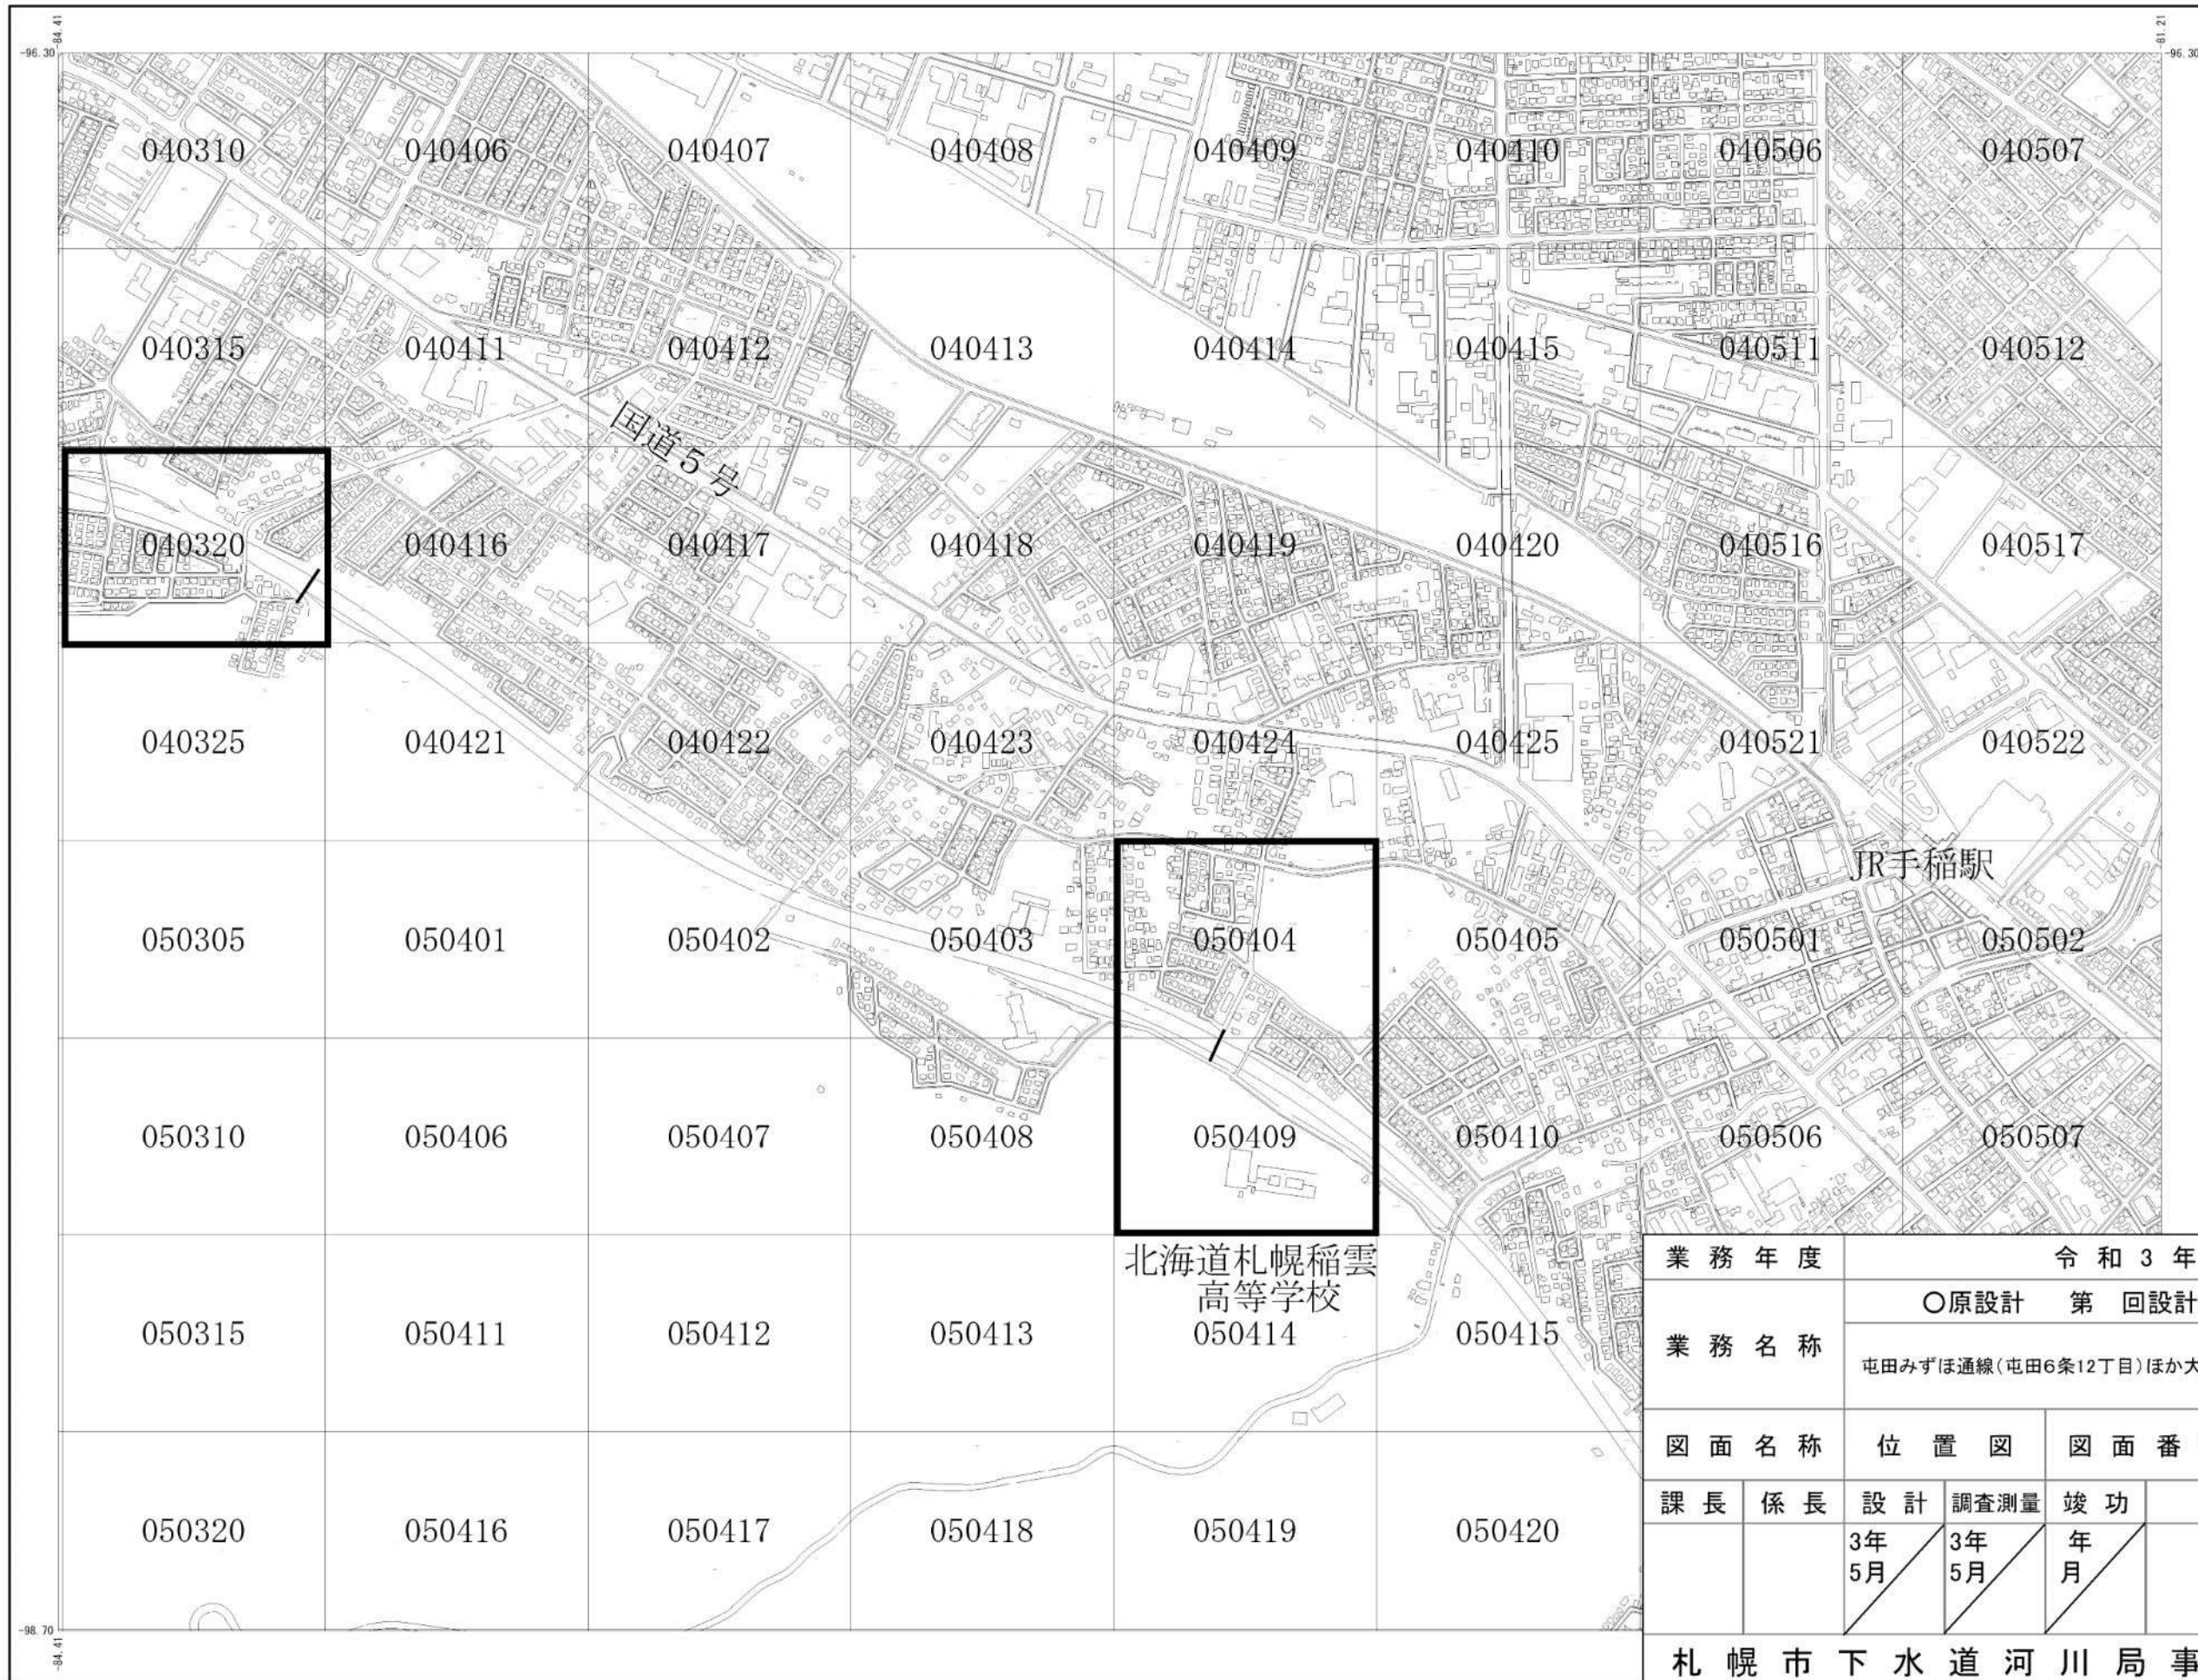 -84.41
-81.21
-96.30
-96.30
040310 040406 040407 040408 040409 040410 040506 040507
040315 040411 040412 040413 040414 040415 040511 040512
国道5号
040320 040416 040417 040418 040419 040420 040516 040517
040325 040421 040422 040423 040424 040425 040521 040522
JR手稲駅
050305 050401 050402 050403 050404 050405 050501 050502
050310 050406 050407 050408 050409 050410 050506 050507
北海道札幌稲雲
高等学校
050315 050411 050412 050413 050414 050415
050320 050416 050417 050418 050419 050420
-98.70
-84.41
業務年度 令和3年
業務名称 ○原設計 第 回設計
屯田みずほ通線(屯田6条12丁目)ほか大
図面名称 位置図 図面番
課長 係長 設計 調査測量 竣功
3年 3年 年
5月 5月 月
札幌市下水道河川局事